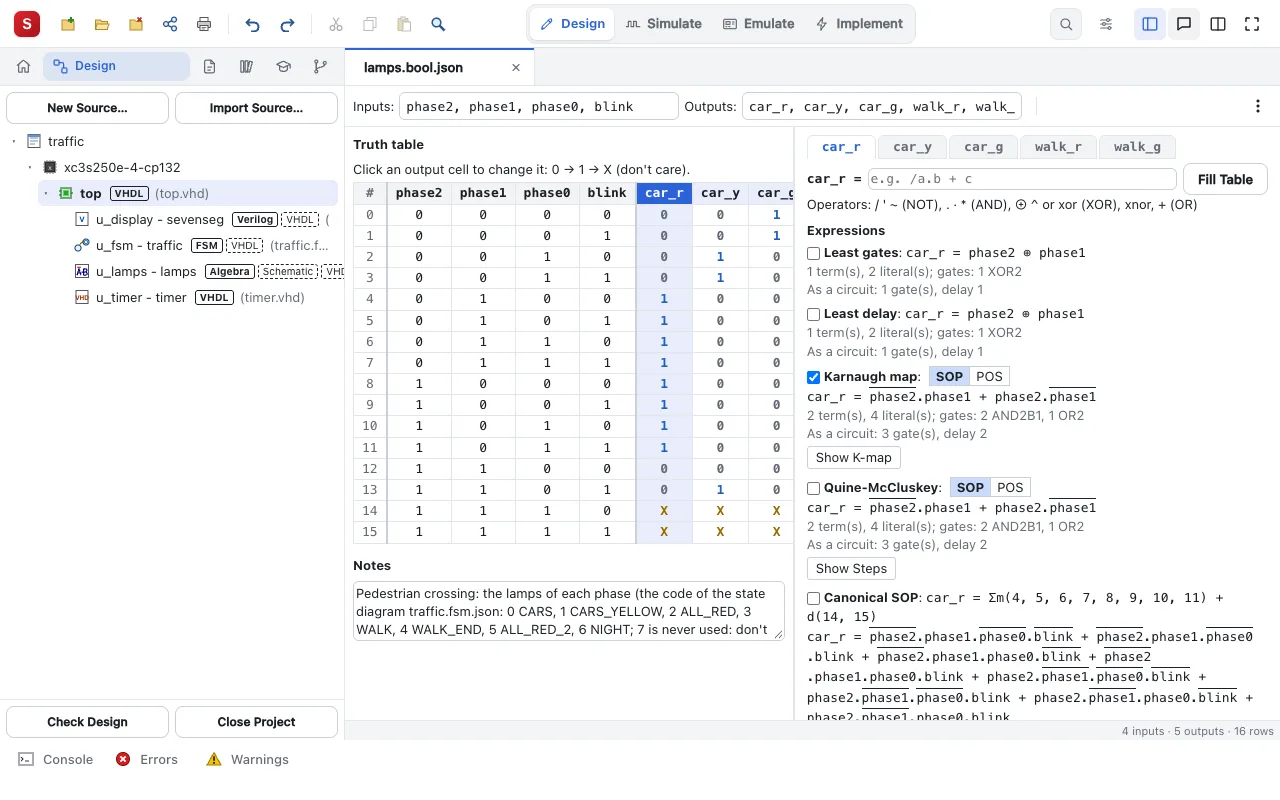 S
Design
Simulate
Emulate
Implement
Design
lamps.bool.json
New Source...
Import Source...
Inputs: phase2, phase1, phase0, blink
Outputs: car_r, car_y, car_g, walk_r, walk_
traffic
xc3s250e-4-cp132
top VHDL (top.vhd)
u_display - sevenseg Verilog VHDL (
u_fsm - traffic FSM VHDL (traffic.f...
u_lamps - lamps Algebra Schematic VHD
u_timer - timer VHDL (timer.vhd)
Check Design
Close Project
Truth table
Click an output cell to change it: 0 → 1 → X (don't care).
# phase2 phase1 phase0 blink car_r car_y car_g
0 0 0 0 0 0 0 1
1 0 0 0 1 0 0 1
2 0 0 1 0 0 1 0
3 0 0 1 1 0 1 0
4 0 1 0 0 1 0 0
5 0 1 0 1 1 0 0
6 0 1 1 0 1 0 0
7 0 1 1 1 1 0 0
8 1 0 0 0 1 0 0
9 1 0 0 1 1 0 0
10 1 0 1 0 1 0 0
11 1 0 1 1 1 0 0
12 1 1 0 0 0 0 0
13 1 1 0 1 0 1 0
14 1 1 1 0 X X X
15 1 1 1 1 X X X
Notes
Pedestrian crossing: the lamps of each phase (the code of the state
diagram traffic.fsm.json: 0 CARS, 1 CARS_YELLOW, 2 ALL_RED, 3
WALK, 4 WALK_END, 5 ALL_RED_2, 6 NIGHT; 7 is never used: don't
car_r car_y car_g walk_r walk_g
car_r = e.g. /a.b + c
Fill Table
Operators: / ' ~ (NOT), . · * (AND), ⊕ ^ or xor (XOR), xnor, + (OR)
Expressions
Least gates: car_r = phase2 ⊕ phase1
1 term(s), 2 literal(s); gates: 1 XOR2
As a circuit: 1 gate(s), delay 1
Least delay: car_r = phase2 ⊕ phase1
1 term(s), 2 literal(s); gates: 1 XOR2
As a circuit: 1 gate(s), delay 1
Karnaugh map: SOP POS
car_r = phase2.phase1 + phase2.phase1
2 term(s), 4 literal(s); gates: 2 AND2B1, 1 OR2
As a circuit: 3 gate(s), delay 2
Show K-map
Quine-McCluskey: SOP POS
car_r = phase2.phase1 + phase2.phase1
2 term(s), 4 literal(s); gates: 2 AND2B1, 1 OR2
As a circuit: 3 gate(s), delay 2
Show Steps
Canonical SOP: car_r = Σm(4, 5, 6, 7, 8, 9, 10, 11) +
d(14, 15)
car_r = phase2.phase1.phase0.blink + phase2.phase1.phase0
.blink + phase2.phase1.phase0.blink + phase2
.phase1.phase0.blink + phase2.phase1.phase0.blink +
phase2.phase1.phase0.blink + phase2.phase1.phase0.blink +
phase2.phase1.phase0.blink
4 inputs · 5 outputs · 16 rows
Console
Errors
Warnings